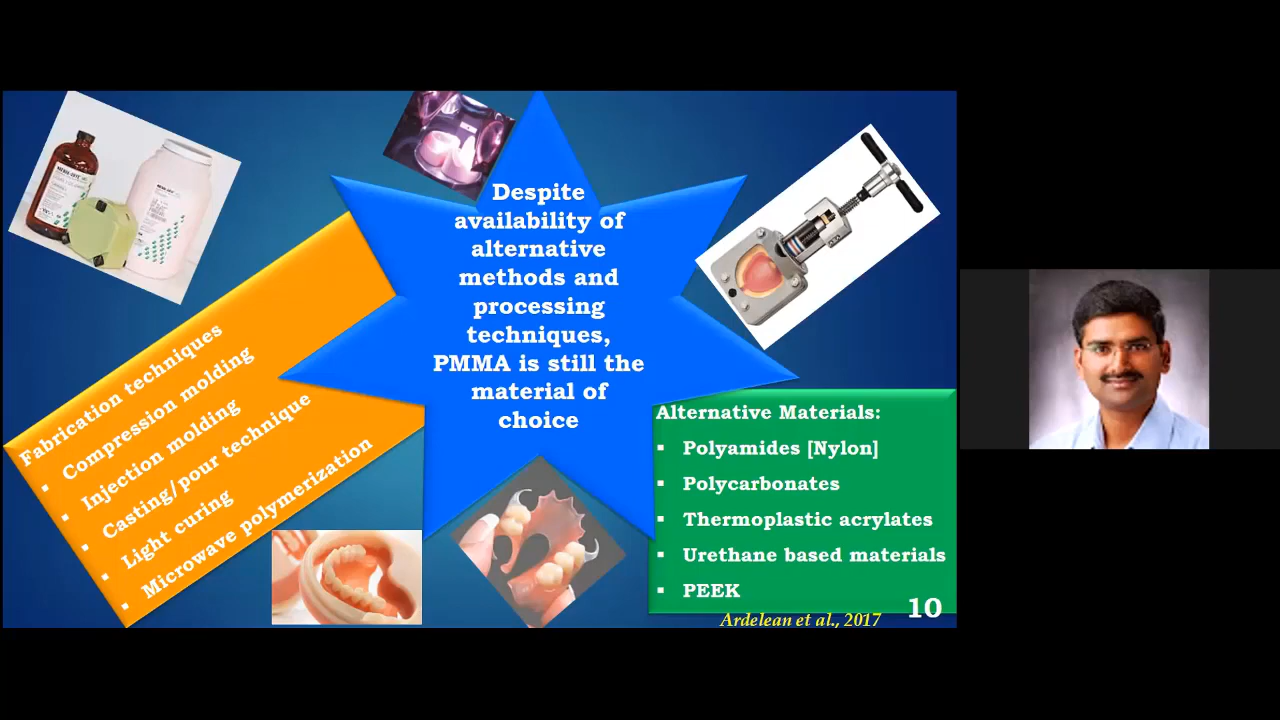 Despite
availability of
alternative
methods and
processing
techniques,
PMMA is still the
material of
choice
Fabrication techniques
▪ Compression molding
▪ Injection molding
▪ Casting/pour technique
▪ Light curing
▪ Microwave polymerization
Alternative Materials:
▪ Polyamides [Nylon]
▪ Polycarbonates
▪ Thermoplastic acrylates
▪ Urethane based materials
▪ PEEK
Ardelean et al., 2017
10